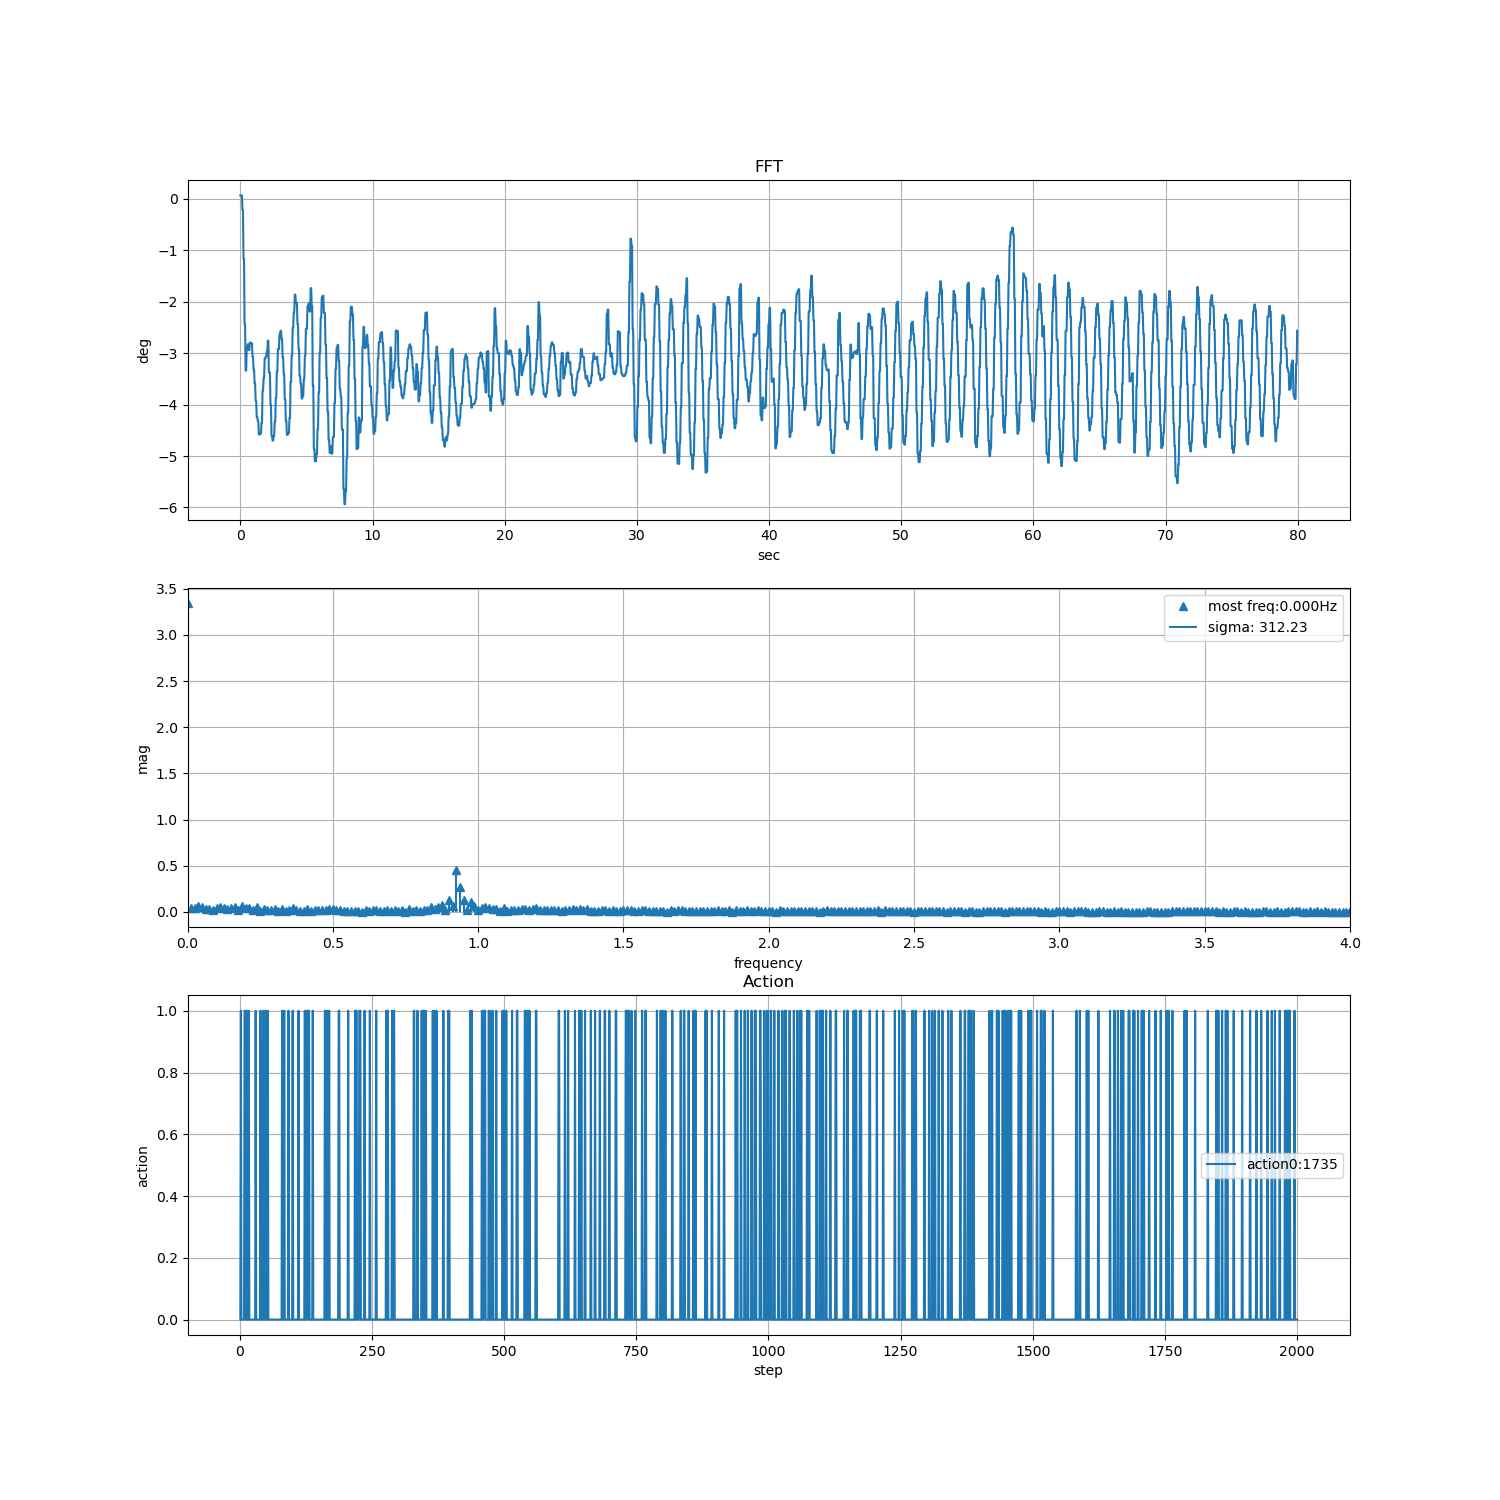 FFT
0
−1
−2
−3
−4
−5
−6
deg
0 10 20 30 40 50 60 70 80
sec
3.5
3.0
2.5
2.0
1.5
1.0
0.5
0.0
mag
most freq:0.000Hz
sigma: 312.23
0.0 0.5 1.0 1.5 2.0 2.5 3.0 3.5 4.0
frequency
Action
1.0
0.8
0.6
0.4
0.2
0.0
action
action0:1735
0 250 500 750 1000 1250 1500 1750 2000
step